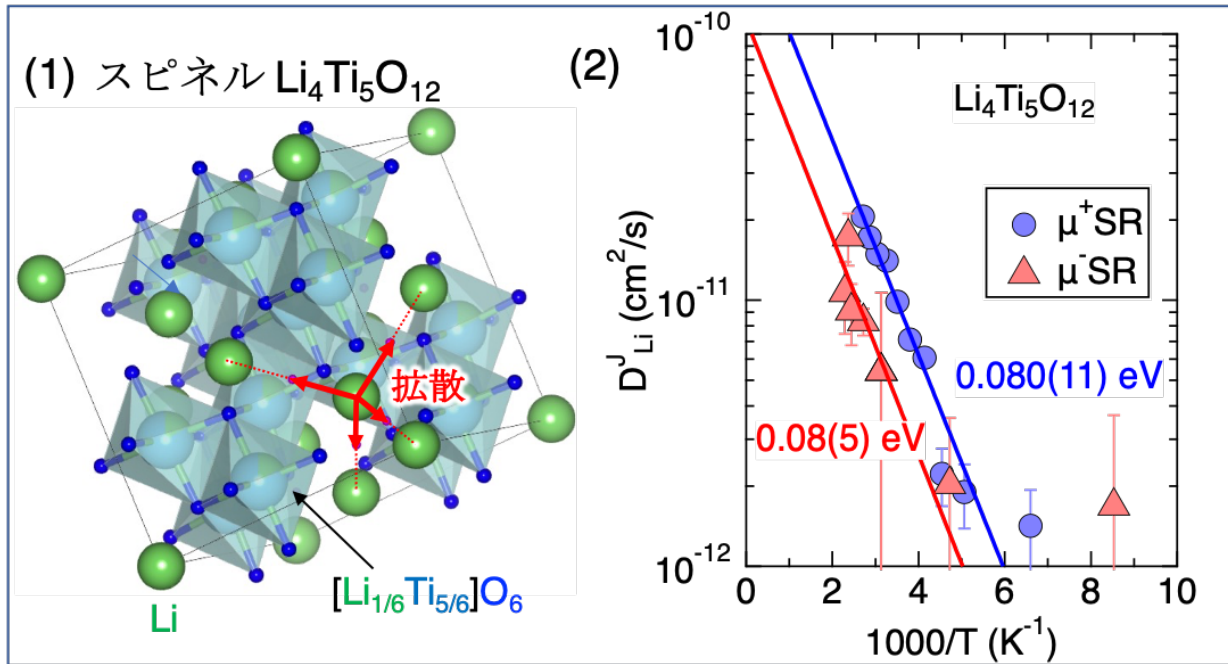 (1) スピネル Li₄Ti₅O₁₂
拡散
[Li₁/₆Ti₅/₆]O₆
Li
(2)
Li₄Ti₅O₁₂
μ⁺SR
μ⁻SR
0.080(11) eV
0.08(5) eV
10⁻¹⁰
10⁻¹¹
10⁻¹²
Dᴶ_Li (cm²/s)
0 2 4 6 8 10
1000/T (K⁻¹)